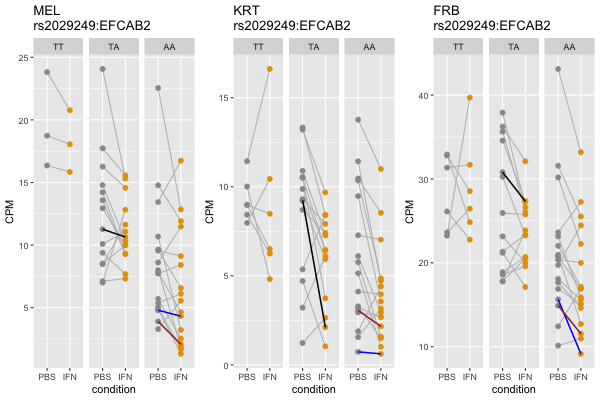 MEL
rs2029249:EFCAB2
TT TA AA
25
20
15
10
5
CPM
PBS IFN PBS IFN PBS IFN
condition
KRT
rs2029249:EFCAB2
TT TA AA
15
10
5
0
CPM
PBS IFN PBS IFN PBS IFN
condition
FRB
rs2029249:EFCAB2
TT TA AA
40
30
20
10
CPM
PBS IFN PBS IFN PBS IFN
condition